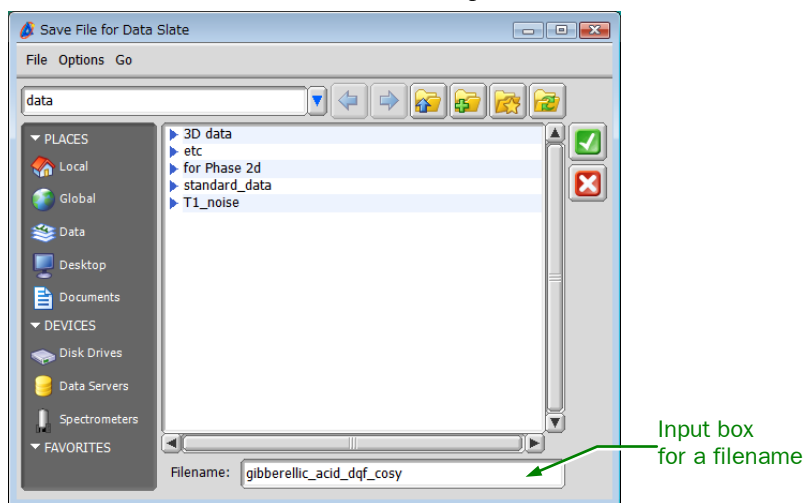 Save File for Data Slate
File Options Go
data
PLACES
Local
Global
Data
Desktop
Documents
DEVICES
Disk Drives
Data Servers
Spectrometers
FAVORITES
3D data
etc
for Phase 2d
standard_data
T1_noise
Filename: gibberellic_acid_dqf_cosy
Input box
for a filename